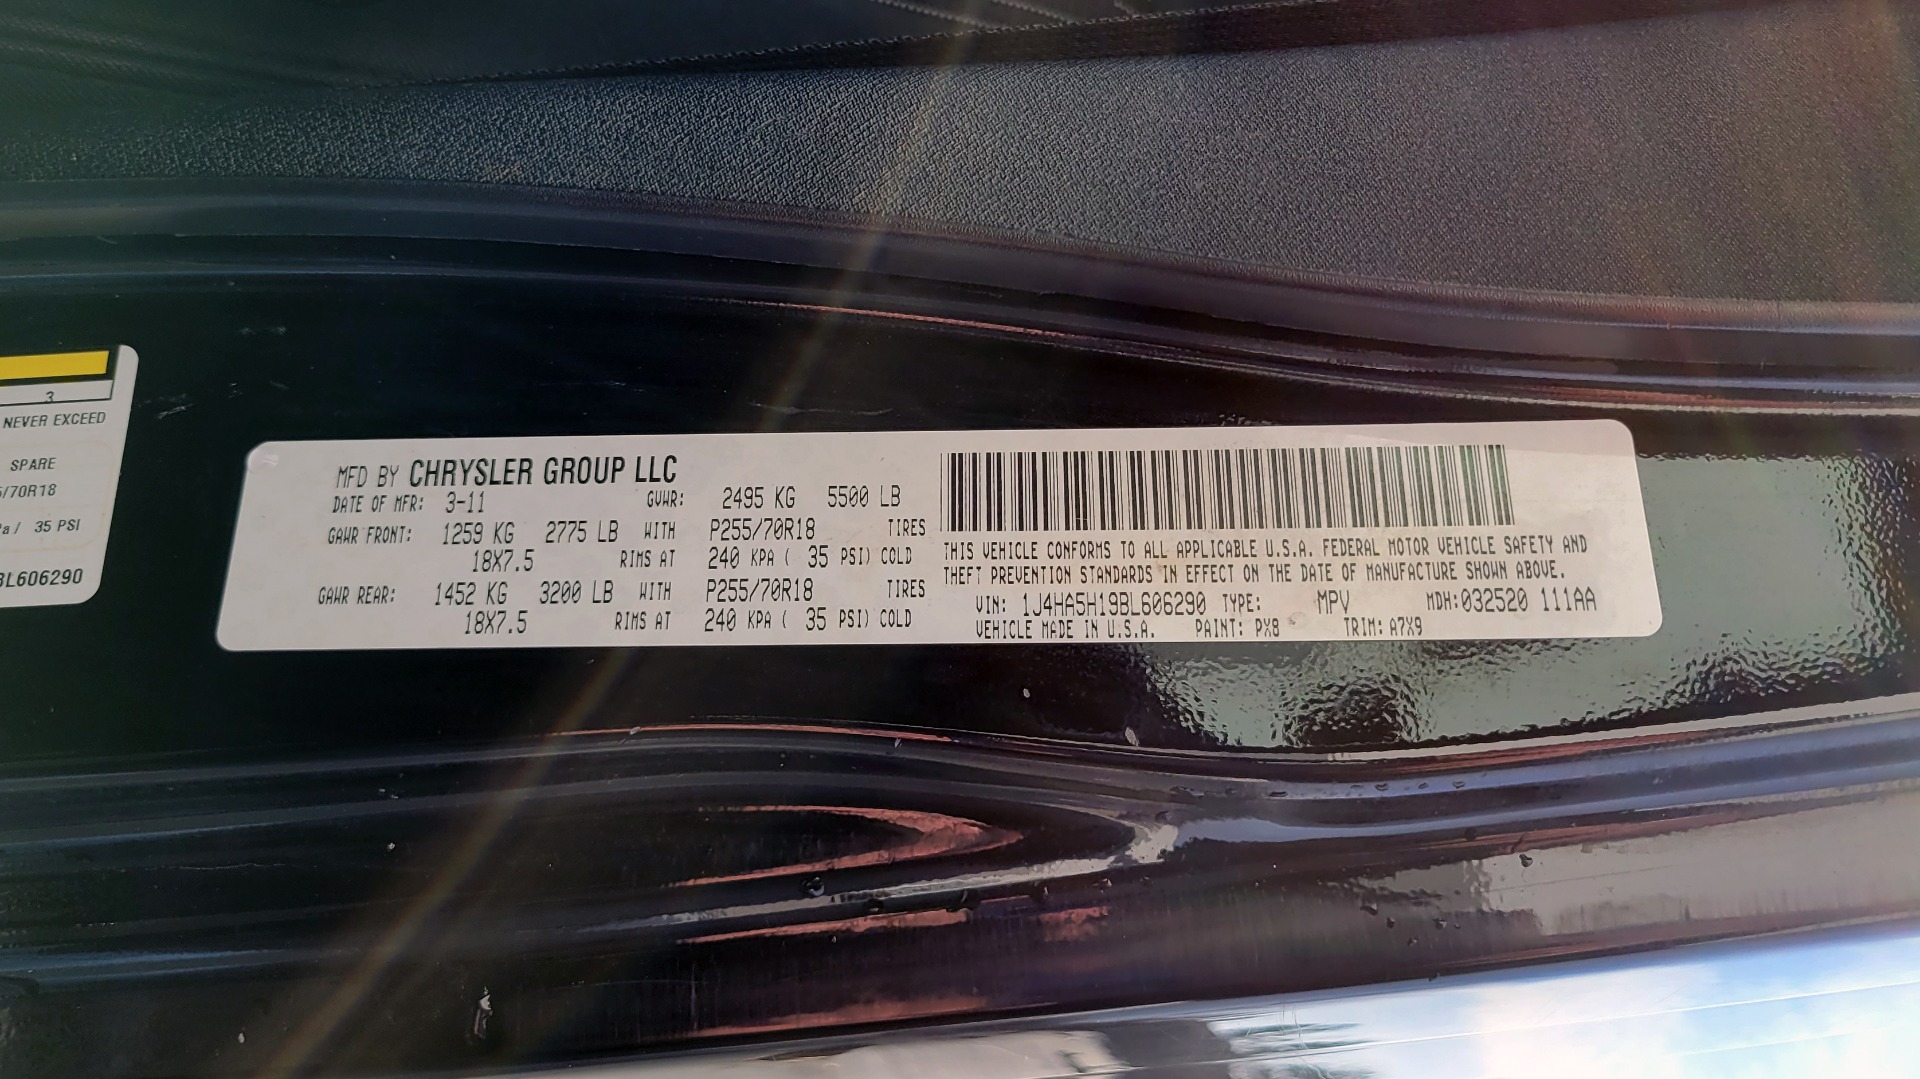 3
NEVER EXCEED
SPARE
/70R18
a / 35 PSI
BL606290
MFD BY CHRYSLER GROUP LLC
DATE OF MFR: 3-11 GVWR: 2495 KG 5500 LB
GAWR FRONT: 1259 KG 2775 LB WITH P255/70R18 TIRES
18X7.5 RIMS AT 240 KPA ( 35 PSI) COLD
GAWR REAR: 1452 KG 3200 LB WITH P255/70R18 TIRES
18X7.5 RIMS AT 240 KPA ( 35 PSI) COLD
THIS VEHICLE CONFORMS TO ALL APPLICABLE U.S.A. FEDERAL MOTOR VEHICLE SAFETY AND
THEFT PREVENTION STANDARDS IN EFFECT ON THE DATE OF MANUFACTURE SHOWN ABOVE.
VIN: 1J4HA5H19BL606290 TYPE: MPV MDH:032520 111AA
VEHICLE MADE IN U.S.A. PAINT: PX8 TRIM: A7X9